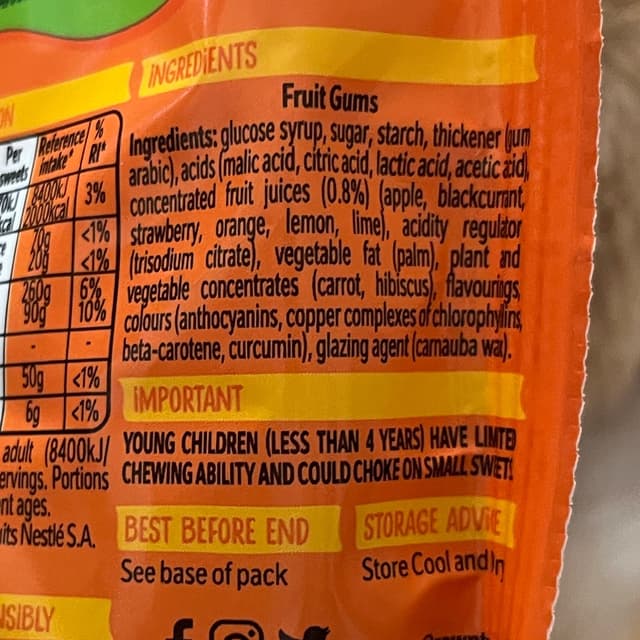 INGREDIENTS
Fruit Gums
Ingredients: glucose syrup, sugar, starch, thickener (gum
arabic), acids (malic acid, citric acid, lactic acid, acetic acid),
concentrated fruit juices (0.8%) (apple, blackcurrant,
strawberry, orange, lemon, lime), acidity regulator
(trisodium citrate), vegetable fat (palm), plant and
vegetable concentrates (carrot, hibiscus), flavourings,
colours (anthocyanins, copper complexes of chlorophyllins,
beta-carotene, curcumin), glazing agent (carnauba wax).
IMPORTANT
YOUNG CHILDREN (LESS THAN 4 YEARS) HAVE LIMITED
CHEWING ABILITY AND COULD CHOKE ON SMALL SWEETS
BEST BEFORE END
See base of pack
STORAGE ADVICE
Store Cool and Dry
ON
Per Reference %
sweets Intake* RI*
8400kJ
2000kcal 3%
70g <1%
20g <1%
260g 6%
90g 10%
- -
50g <1%
6g <1%
adult (8400kJ/
ervings. Portions
nt ages.
its Nestlé S.A.
NSIBLY